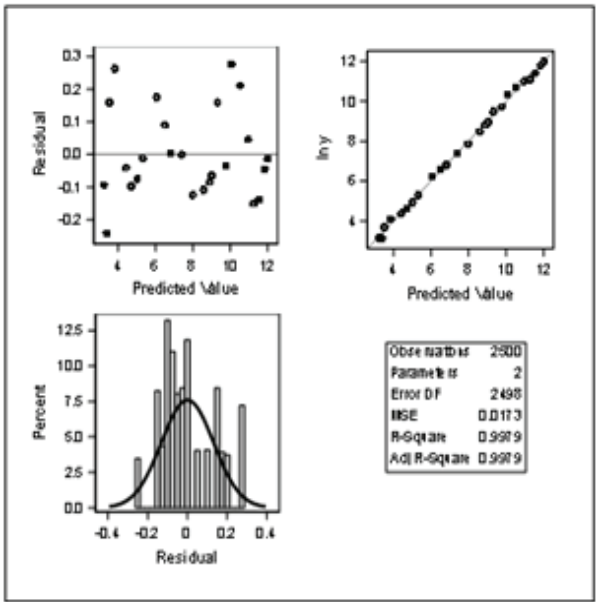 Residual
0.3
0.2
0.1
0.0
-0.1
-0.2
4 6 8 10 12
Predicted Value
ln y
12
10
8
6
4
4 6 8 10 12
Predicted Value
Percent
12.5
10.0
7.5
5.0
2.5
0.0
-0.4 -0.2 0 0.2 0.4
Residual
Observations 2500
Parameters 2
Error DF 2498
MSE 0.0173
R-Square 0.9979
Adj R-Square 0.9979